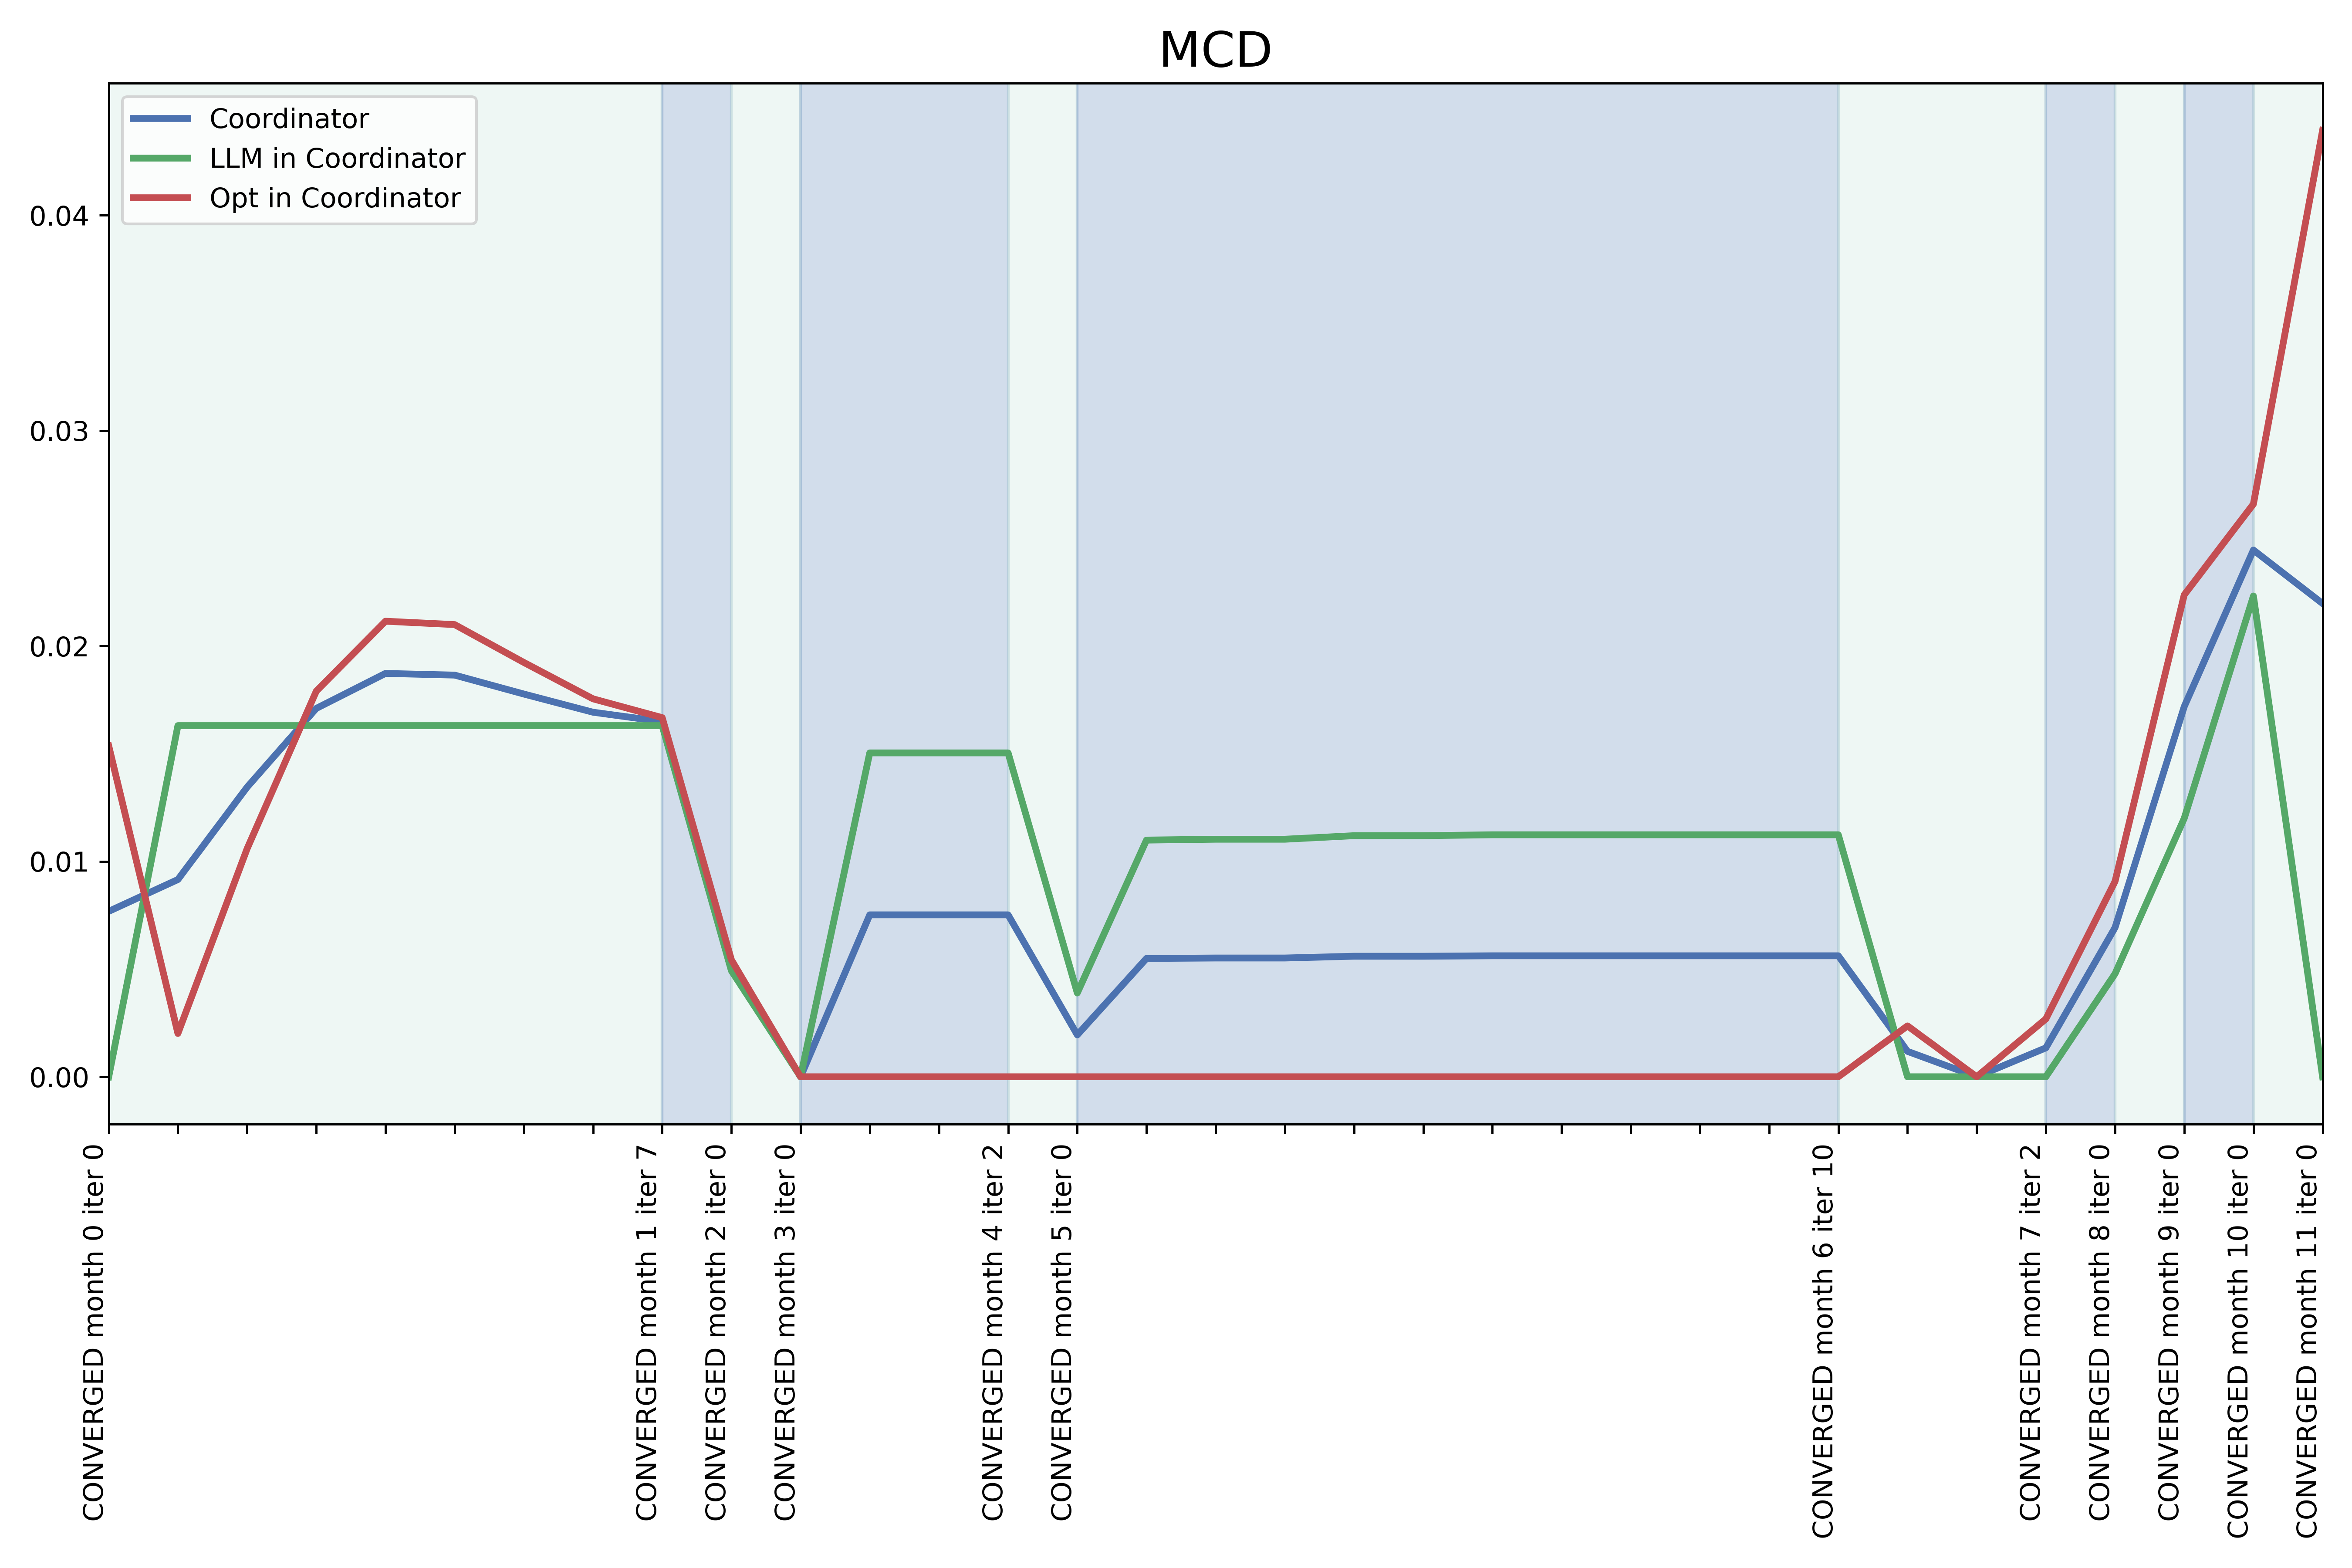 MCD
Coordinator
LLM in Coordinator
Opt in Coordinator
0.04
0.03
0.02
0.01
0.00
CONVERGED month 0 iter 0
CONVERGED month 1 iter 7
CONVERGED month 2 iter 0
CONVERGED month 3 iter 0
CONVERGED month 4 iter 2
CONVERGED month 5 iter 0
CONVERGED month 6 iter 10
CONVERGED month 7 iter 2
CONVERGED month 8 iter 0
CONVERGED month 9 iter 0
CONVERGED month 10 iter 0
CONVERGED month 11 iter 0